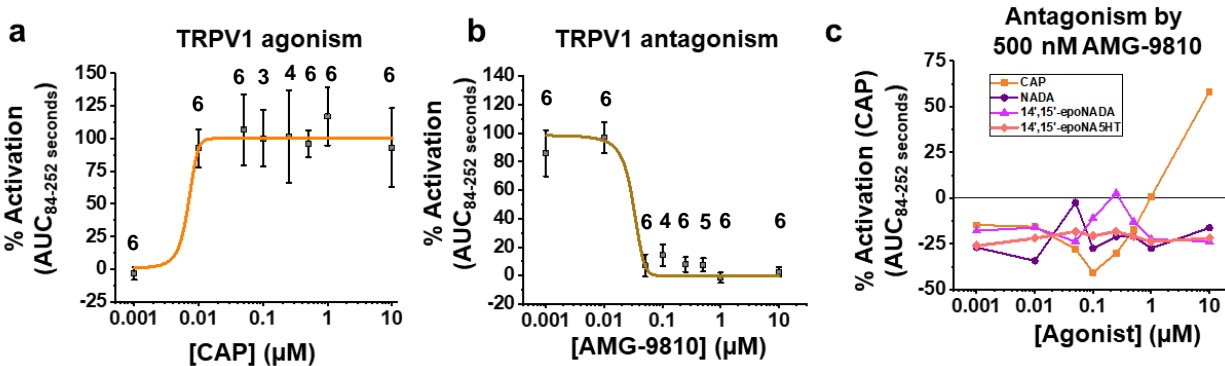 a
TRPV1 agonism
% Activation
(AUC84-252 seconds)
150
125
100
75
50
25
0
-25
6
6
6
3
4
6
6
6
0.001
0.01
0.1
1
10
[CAP] (µM)
b
TRPV1 antagonism
% Activation
(AUC84-252 seconds)
140
120
100
80
60
40
20
0
-20
6
6
6
4
6
5
6
6
0.001
0.01
0.1
1
10
[AMG-9810] (µM)
c
Antagonism by
500 nM AMG-9810
% Activation (CAP)
(AUC84-252 seconds)
75
50
25
0
-25
-50
CAP
NADA
14',15'-epoNADA
14',15'-epoNA5HT
0.001
0.01
0.1
1
10
[Agonist] (µM)